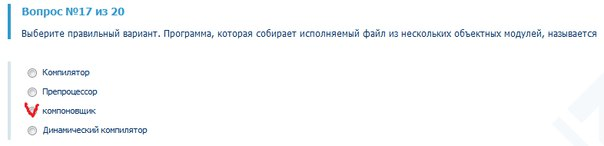 Вопрос №17 из 20
Выберите правильный вариант. Программа, которая собирает исполняемый файл из нескольких объектных модулей, называется
Компилятор
Препроцессор
компоновщик
Динамический компилятор